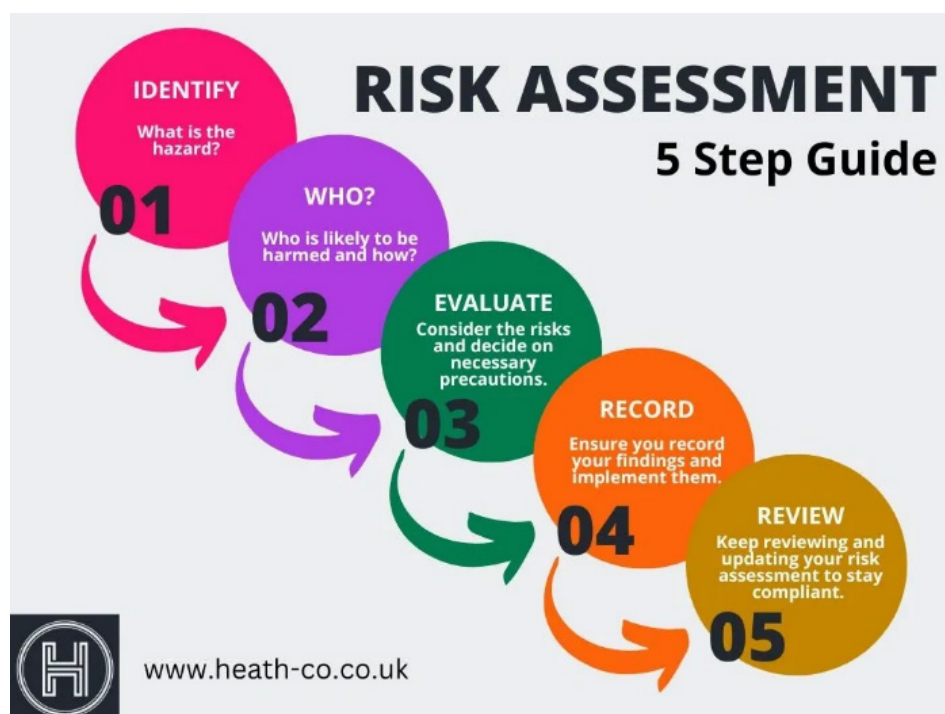 RISK ASSESSMENT
5 Step Guide
IDENTIFY
What is the
hazard?
01
WHO?
Who is likely to be
harmed and how?
02
EVALUATE
Consider the risks
and decide on
necessary
precautions.
03
RECORD
Ensure you record
your findings and
implement them.
04
REVIEW
Keep reviewing and
updating your risk
assessment to stay
compliant.
05
H
www.heath-co.co.uk